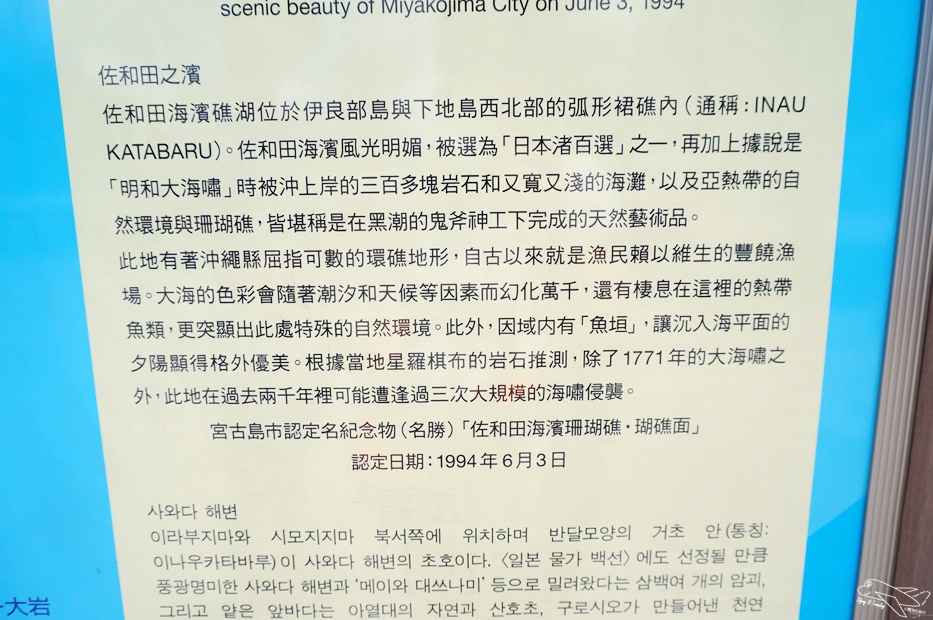 scenic beauty of Miyakojima City on June 3, 1994
佐和田之濱
佐和田海濱礁湖位於伊良部島與下地島西北部的弧形裙礁內（通稱：INAU
KATABARU）。佐和田海濱風光明媚，被選為「日本渚百選」之一，再加上據說是
「明和大海嘯」時被沖上岸的三百多塊岩石和又寬又淺的海灘，以及亞熱帶的自
然環境與珊瑚礁，皆堪稱是在黑潮的鬼斧神工下完成的天然藝術品。
此地有著沖繩縣屈指可數的環礁地形，自古以來就是漁民賴以維生的豐饒漁
場。大海的色彩會隨著潮汐和天候等因素而幻化萬千，還有棲息在這裡的熱帶
魚類，更突顯出此處特殊的自然環境。此外，因域內有「魚垣」，讓沉入海平面的
夕陽顯得格外優美。根據當地星羅棋布的岩石推測，除了1771年的大海嘯之
外，此地在過去兩千年裡可能遭逢過三次大規模的海嘯侵襲。
宮古島市認定名紀念物（名勝）「佐和田海濱珊瑚礁・瑚礁面」
認定日期：1994年6月3日
사와다 해변
이라부지마와 시모지지마 북서쪽에 위치하며 반달모양의 거초 안(통칭:
이나우카타바루)이 사와다 해변의 초호이다. 〈일본 물가 백선〉에도 선정될 만큼
풍광명미한 사와다 해변과 ‘메이와 대쓰나미’ 등으로 밀려왔다는 삼백여 개의 암괴,
그리고 얕은 앞바다는 아열대의 자연과 산호초, 구로시오가 만들어낸 천연
大岩